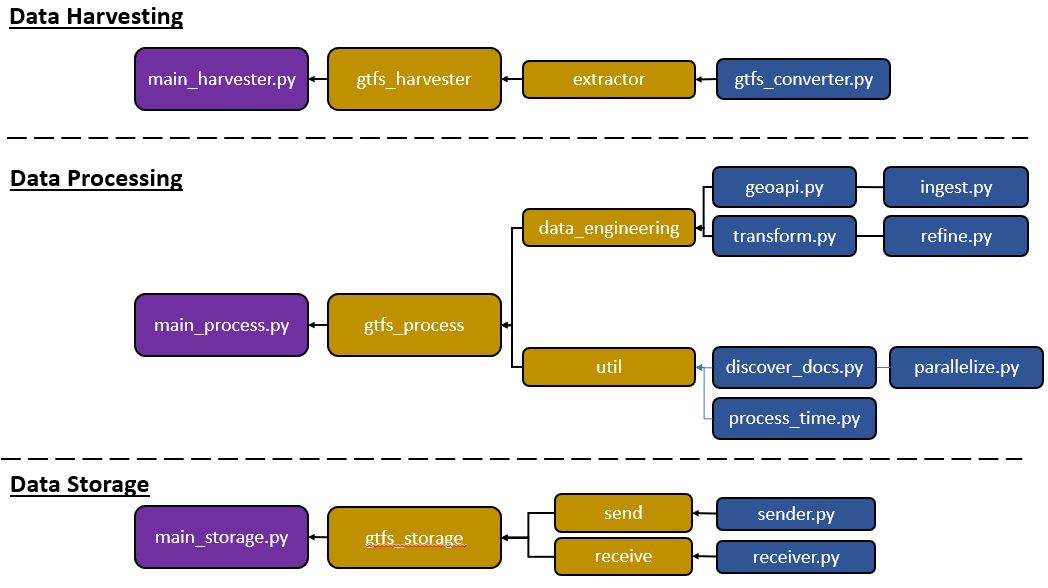 Data Harvesting
main_harvester.py
gtfs_harvester
extractor
gtfs_converter.py
Data Processing
geoapi.py
ingest.py
data_engineering
transform.py
refine.py
main_process.py
gtfs_process
util
discover_docs.py
parallelize.py
process_time.py
Data Storage
main_storage.py
gtfs_storage
send
sender.py
receive
receiver.py